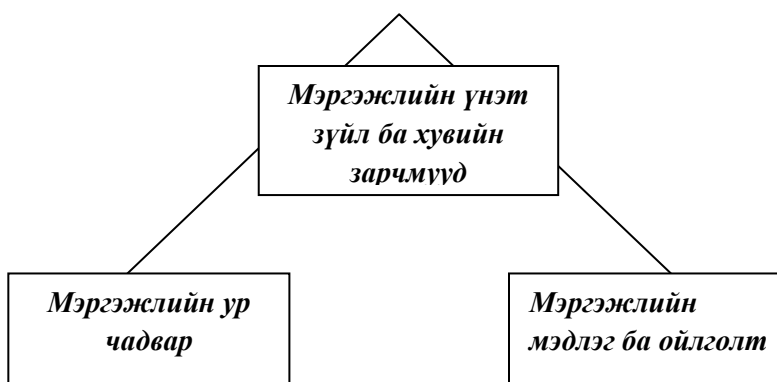 Мэргэжлийн үнэт
зүйл ба хувийн
зарчмууд
Мэргэжлийн ур
чадвар
Мэргэжлийн
мэдлэг ба ойлголт